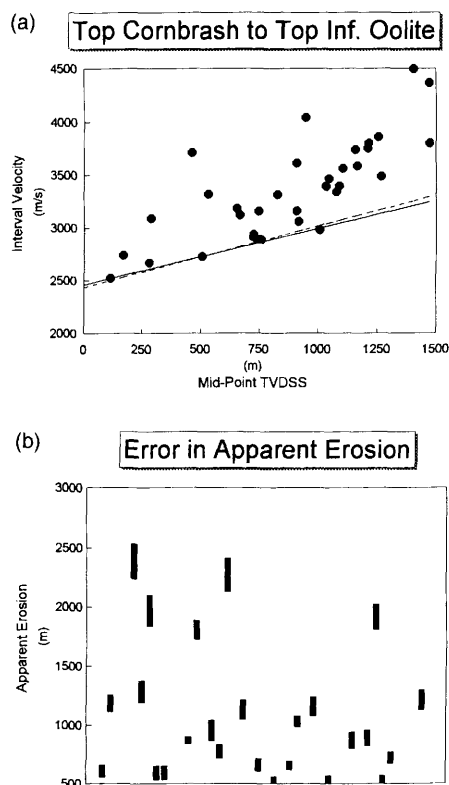 (a)
Top Cornbrash to Top Inf. Oolite
4500
4000
3500
3000
2500
2000
Interval Velocity
(m/s)
0
250
500
750
1000
1250
1500
(m)
Mid-Point TVDSS
(b)
Error in Apparent Erosion
3000
2500
2000
1500
1000
500
Apparent Erosion
(m)